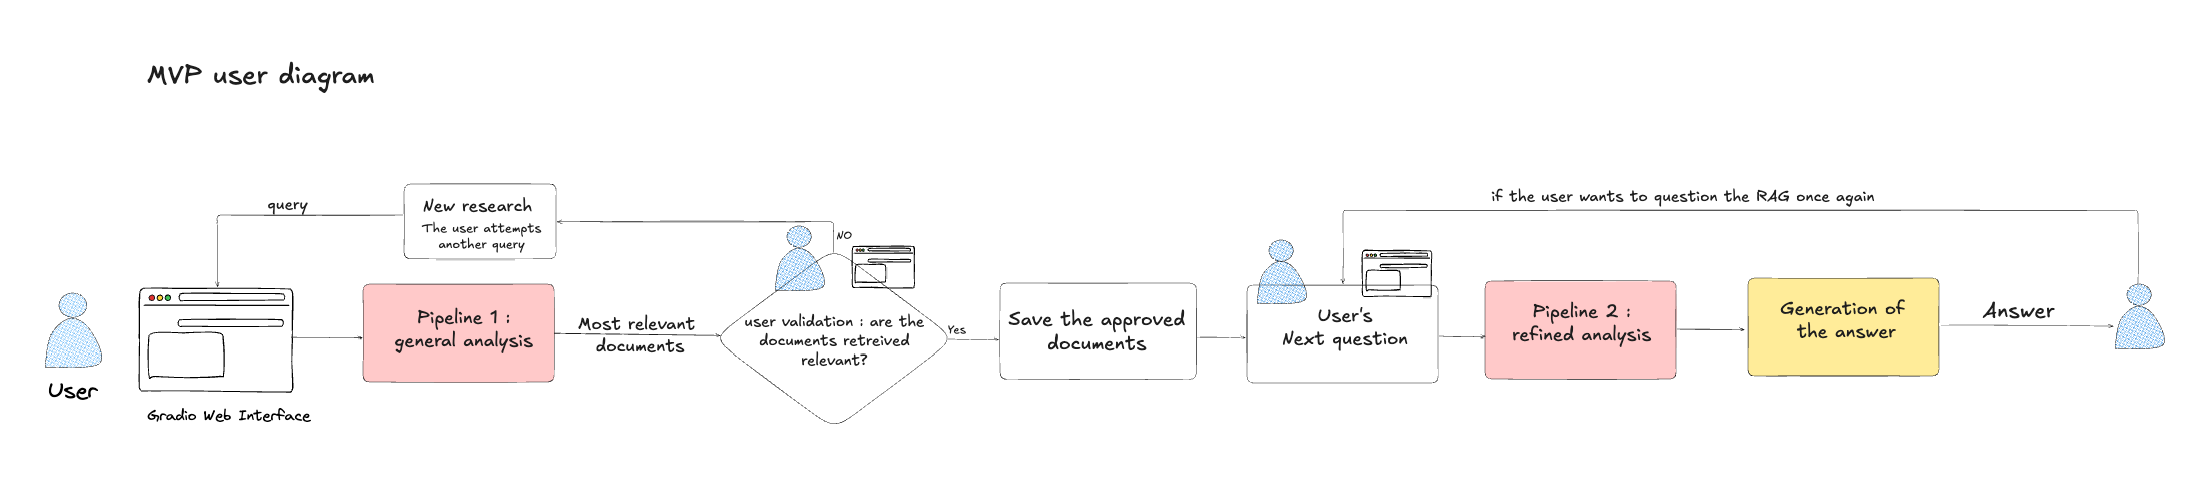 MVP user diagram
query
New research
The user attempts
another query
NO
if the user wants to question the RAG once again
User
Gradio Web Interface
Pipeline 1 :
general analysis
Most relevant
documents
user validation : are the
documents retreived
relevant?
Yes
Save the approved
documents
User's
Next question
Pipeline 2 :
refined analysis
Generation of
the answer
Answer